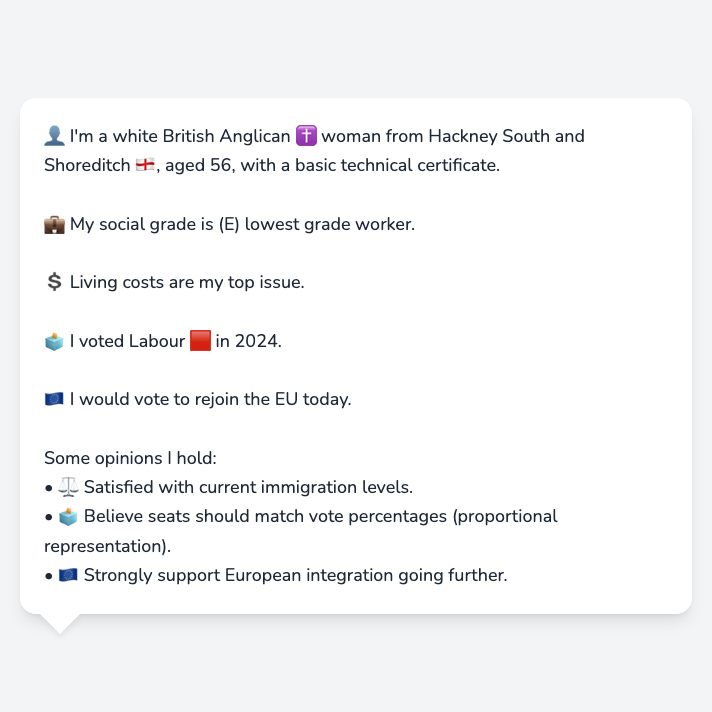 👤 I'm a white British Anglican ✝️ woman from Hackney South and
Shoreditch 🏴󠁧󠁢󠁥󠁮󠁧󠁿, aged 56, with a basic technical certificate.
💼 My social grade is (E) lowest grade worker.
💲 Living costs are my top issue.
🗳️ I voted Labour 🟥 in 2024.
🇪🇺 I would vote to rejoin the EU today.
Some opinions I hold:
• ⚖️ Satisfied with current immigration levels.
• 🗳️ Believe seats should match vote percentages (proportional
representation).
• 🇪🇺 Strongly support European integration going further.